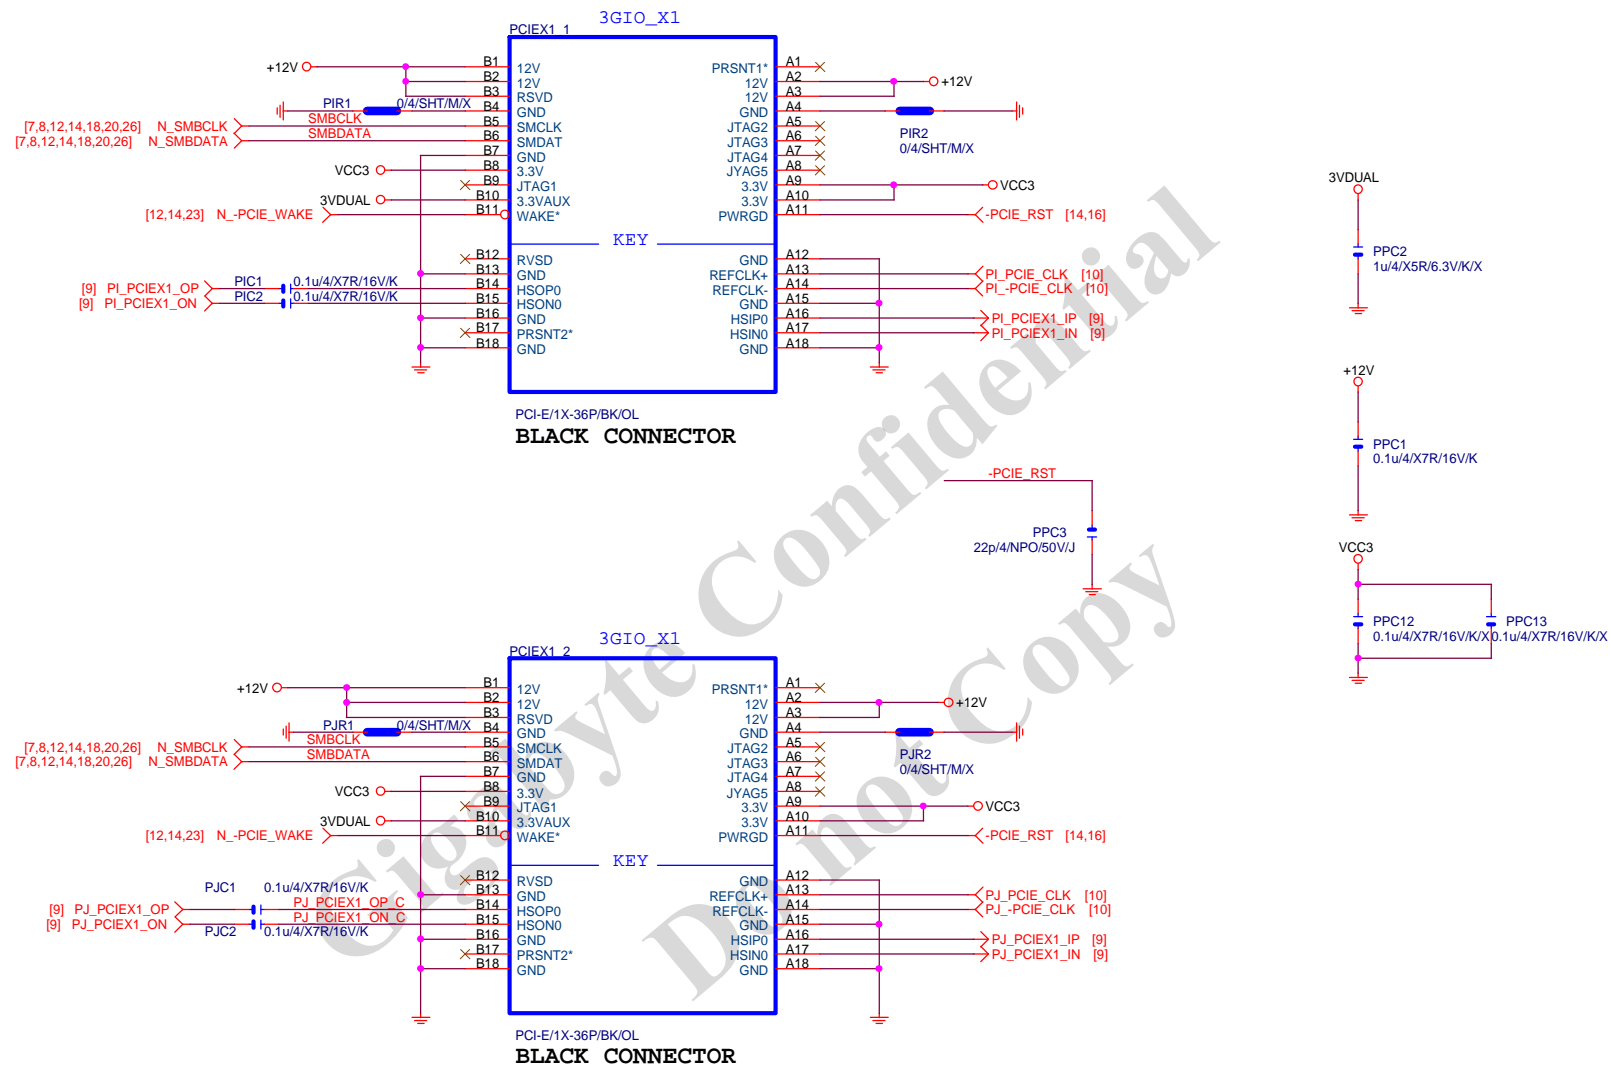 3GIO_X1
PCIEX1_1
+12V
B1 12V
B2 12V
B3 RSVD
PIR1 0/4/SHT/M/X B4 GND
[7,8,12,14,18,20,26] N_SMBCLK SMBCLK B5 SMCLK
[7,8,12,14,18,20,26] N_SMBDATA SMBDATA B6 SMDAT
B7 GND
VCC3 B8 3.3V
B9 JTAG1
3VDUAL B10 3.3VAUX
[12,14,23] N_-PCIE_WAKE B11 WAKE*
KEY
B12 RVSD
B13 GND
[9] PI_PCIEX1_OP PIC1 0.1u/4/X7R/16V/K B14 HSOP0
[9] PI_PCIEX1_ON PIC2 0.1u/4/X7R/16V/K B15 HSON0
B16 GND
B17 PRSNT2*
B18 GND
PRSNT1* A1
12V A2 +12V
12V A3
GND A4
PIR2
0/4/SHT/M/X
JTAG2 A5
JTAG3 A6
JTAG4 A7
JYAG5 A8
3.3V A9 VCC3
3.3V A10
PWRGD A11 -PCIE_RST [14,16]
GND A12
REFCLK+ A13 PI_PCIE_CLK [10]
REFCLK- A14 PI_-PCIE_CLK [10]
GND A15
HSIP0 A16 PI_PCIEX1_IP [9]
HSIN0 A17 PI_PCIEX1_IN [9]
GND A18
PCI-E/1X-36P/BK/OL
BLACK CONNECTOR
3VDUAL
PPC2
1u/4/X5R/6.3V/K/X
+12V
PPC1
0.1u/4/X7R/16V/K
-PCIE_RST
PPC3
22p/4/NPO/50V/J
VCC3
PPC12 PPC13
0.1u/4/X7R/16V/K/X 0.1u/4/X7R/16V/K/X
3GIO_X1
PCIEX1_2
+12V
B1 12V
B2 12V
B3 RSVD
PJR1 0/4/SHT/M/X B4 GND
[7,8,12,14,18,20,26] N_SMBCLK SMBCLK B5 SMCLK
[7,8,12,14,18,20,26] N_SMBDATA SMBDATA B6 SMDAT
B7 GND
VCC3 B8 3.3V
B9 JTAG1
3VDUAL B10 3.3VAUX
[12,14,23] N_-PCIE_WAKE B11 WAKE*
KEY
B12 RVSD
B13 GND
PJC1 0.1u/4/X7R/16V/K
[9] PJ_PCIEX1_OP PJ_PCIEX1_OP_C B14 HSOP0
[9] PJ_PCIEX1_ON PJ_PCIEX1_ON_C B15 HSON0
PJC2 0.1u/4/X7R/16V/K
B16 GND
B17 PRSNT2*
B18 GND
PRSNT1* A1
12V A2 +12V
12V A3
GND A4
PJR2
0/4/SHT/M/X
JTAG2 A5
JTAG3 A6
JTAG4 A7
JYAG5 A8
3.3V A9 VCC3
3.3V A10
PWRGD A11 -PCIE_RST [14,16]
GND A12
REFCLK+ A13 PJ_PCIE_CLK [10]
REFCLK- A14 PJ_-PCIE_CLK [10]
GND A15
HSIP0 A16 PJ_PCIEX1_IP [9]
HSIN0 A17 PJ_PCIEX1_IN [9]
GND A18
PCI-E/1X-36P/BK/OL
BLACK CONNECTOR
Gigabyte Confidential
Do not Copy